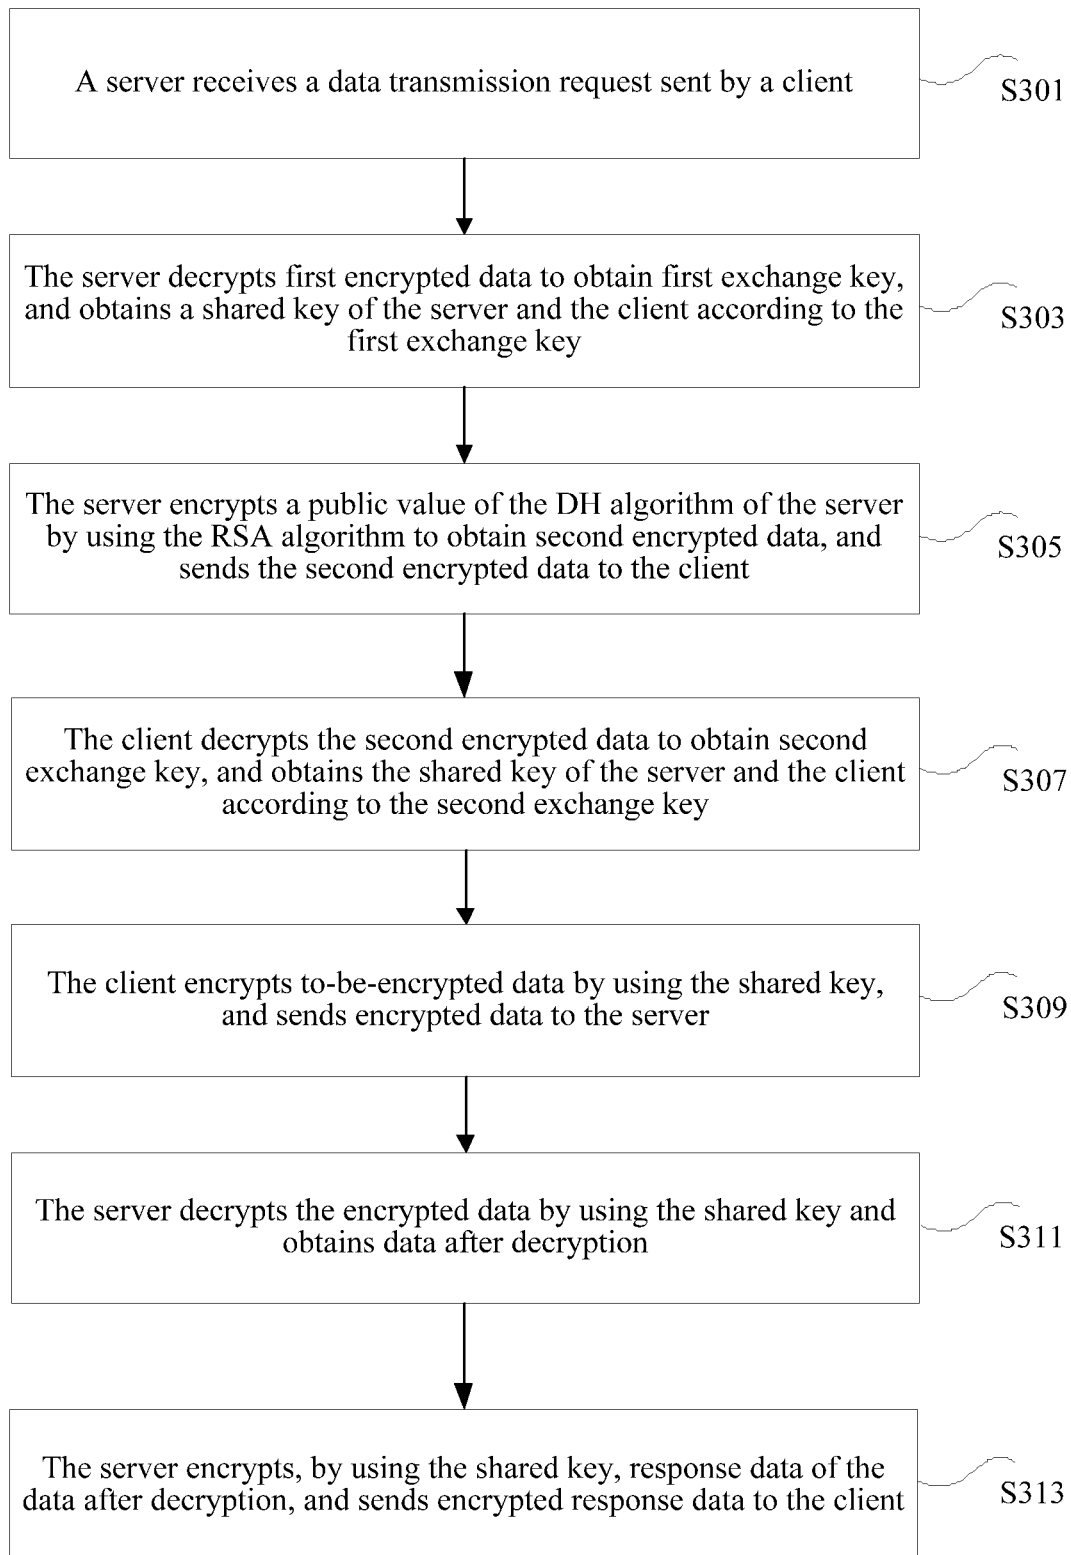 A server receives a data transmission request sent by a client
S301
The server decrypts first encrypted data to obtain first exchange key,
and obtains a shared key of the server and the client according to the
first exchange key
S303
The server encrypts a public value of the DH algorithm of the server
by using the RSA algorithm to obtain second encrypted data, and
sends the second encrypted data to the client
S305
The client decrypts the second encrypted data to obtain second
exchange key, and obtains the shared key of the server and the client
according to the second exchange key
S307
The client encrypts to-be-encrypted data by using the shared key,
and sends encrypted data to the server
S309
The server decrypts the encrypted data by using the shared key and
obtains data after decryption
S311
The server encrypts, by using the shared key, response data of the
data after decryption, and sends encrypted response data to the client
S313